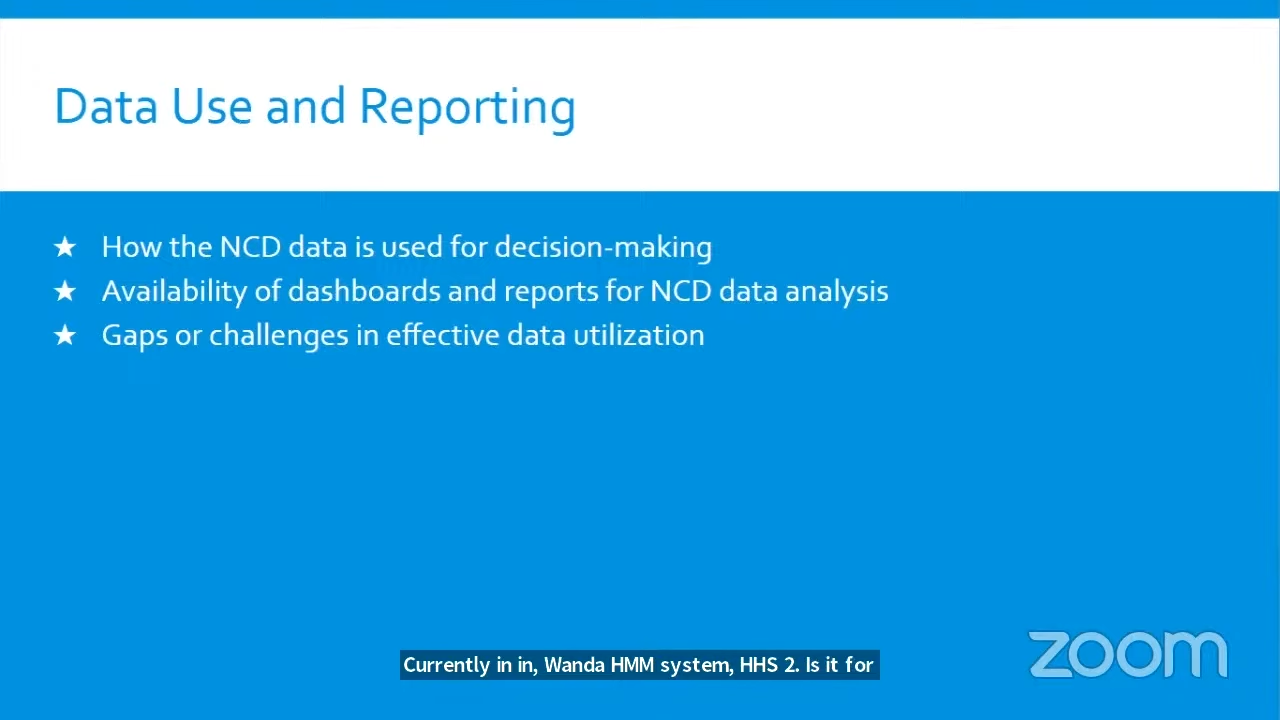 Data Use and Reporting
★ How the NCD data is used for decision-making
★ Availability of dashboards and reports for NCD data analysis
★ Gaps or challenges in effective data utilization
Currently in in, Wanda HMM system, HHS 2. Is it for
zoom